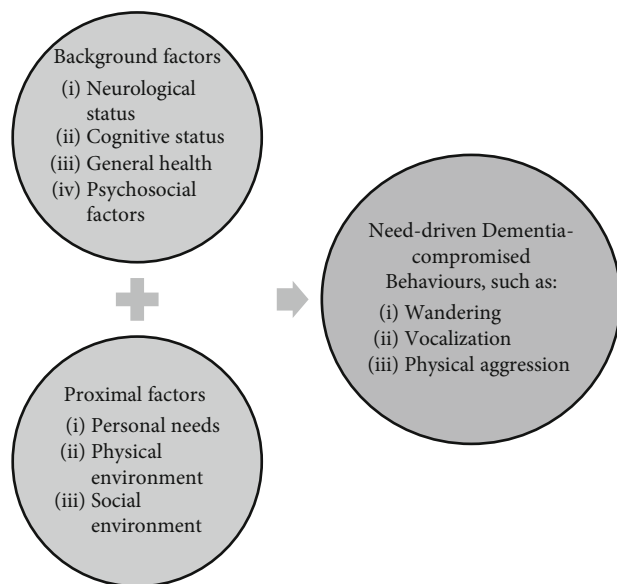 Background factors
(i) Neurological
status
(ii) Cognitive status
(iii) General health
(iv) Psychosocial
factors
Proximal factors
(i) Personal needs
(ii) Physical
environment
(iii) Social
environment
Need-driven Dementia-
compromised
Behaviours, such as:
(i) Wandering
(ii) Vocalization
(iii) Physical aggression